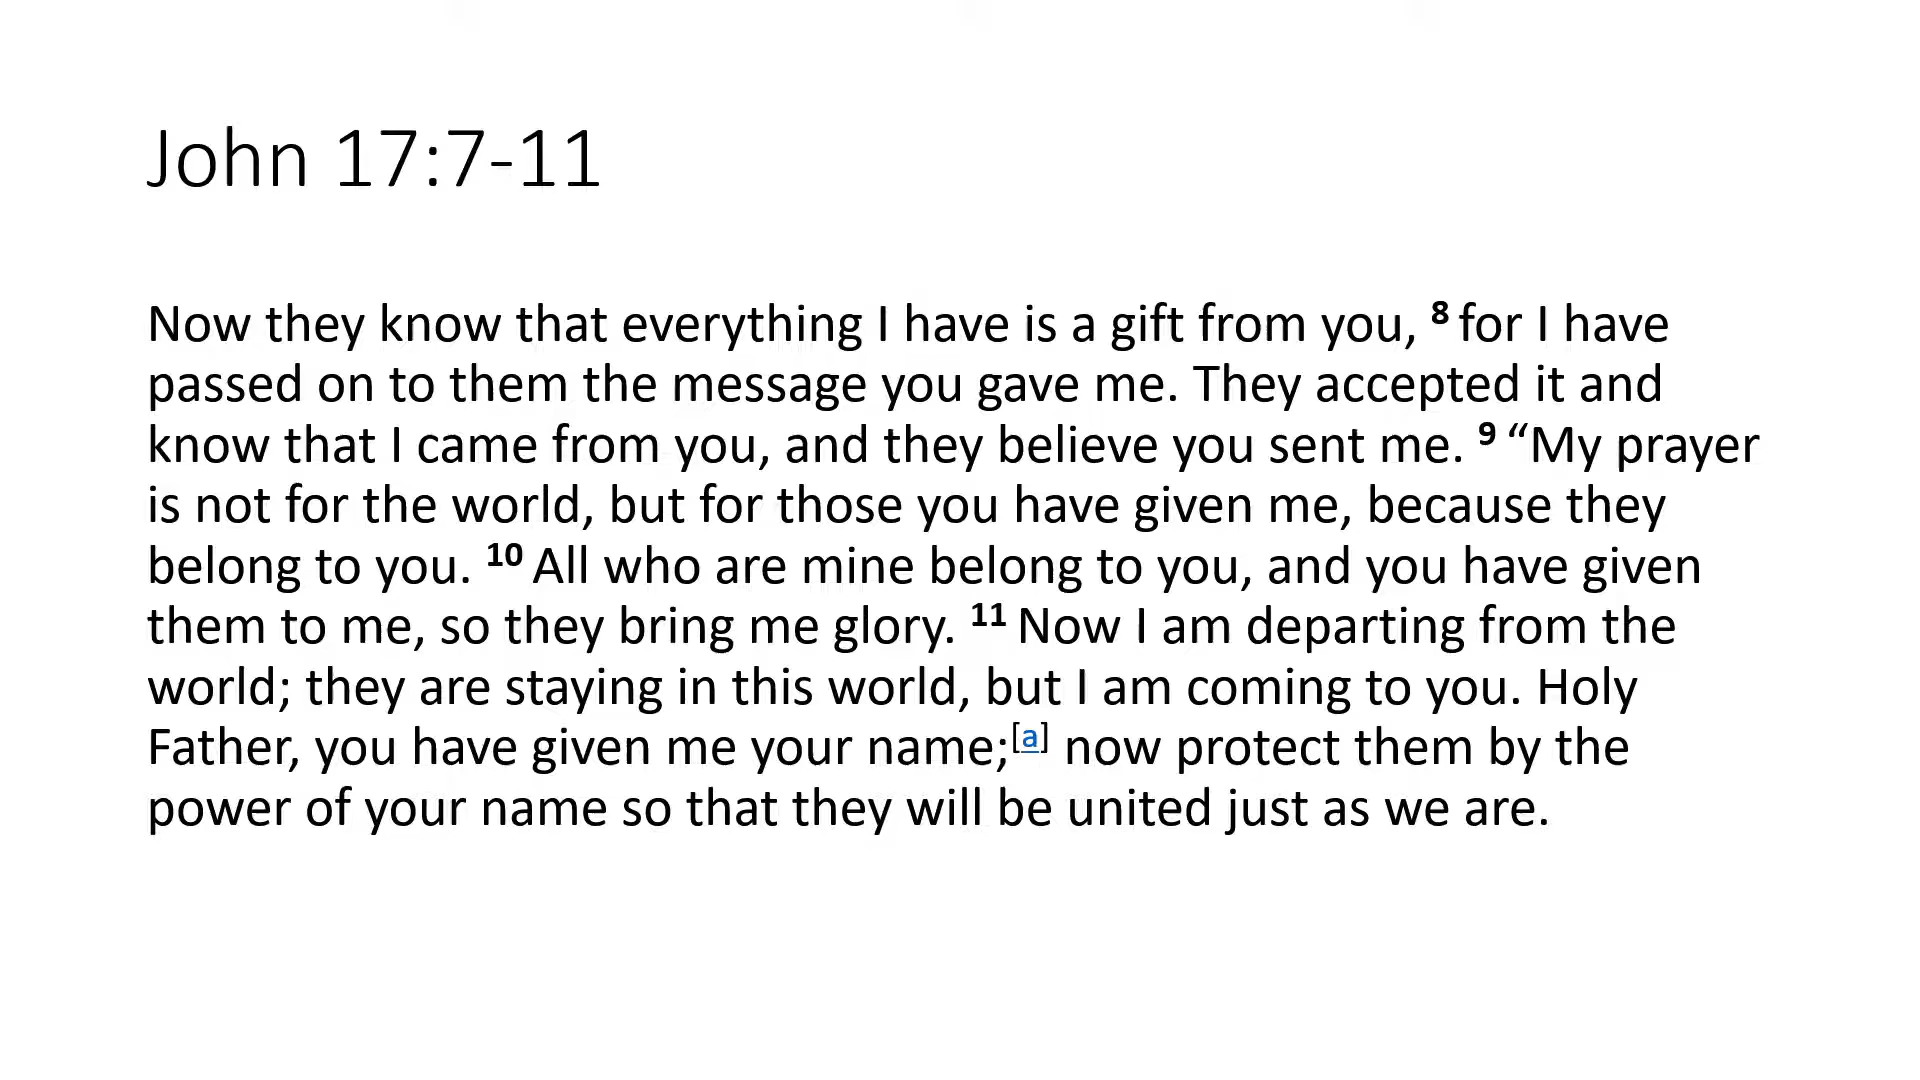 John 17:7-11
Now they know that everything I have is a gift from you, 8 for I have
passed on to them the message you gave me. They accepted it and
know that I came from you, and they believe you sent me. 9 “My prayer
is not for the world, but for those you have given me, because they
belong to you. 10 All who are mine belong to you, and you have given
them to me, so they bring me glory. 11 Now I am departing from the
world; they are staying in this world, but I am coming to you. Holy
Father, you have given me your name;[a] now protect them by the
power of your name so that they will be united just as we are.